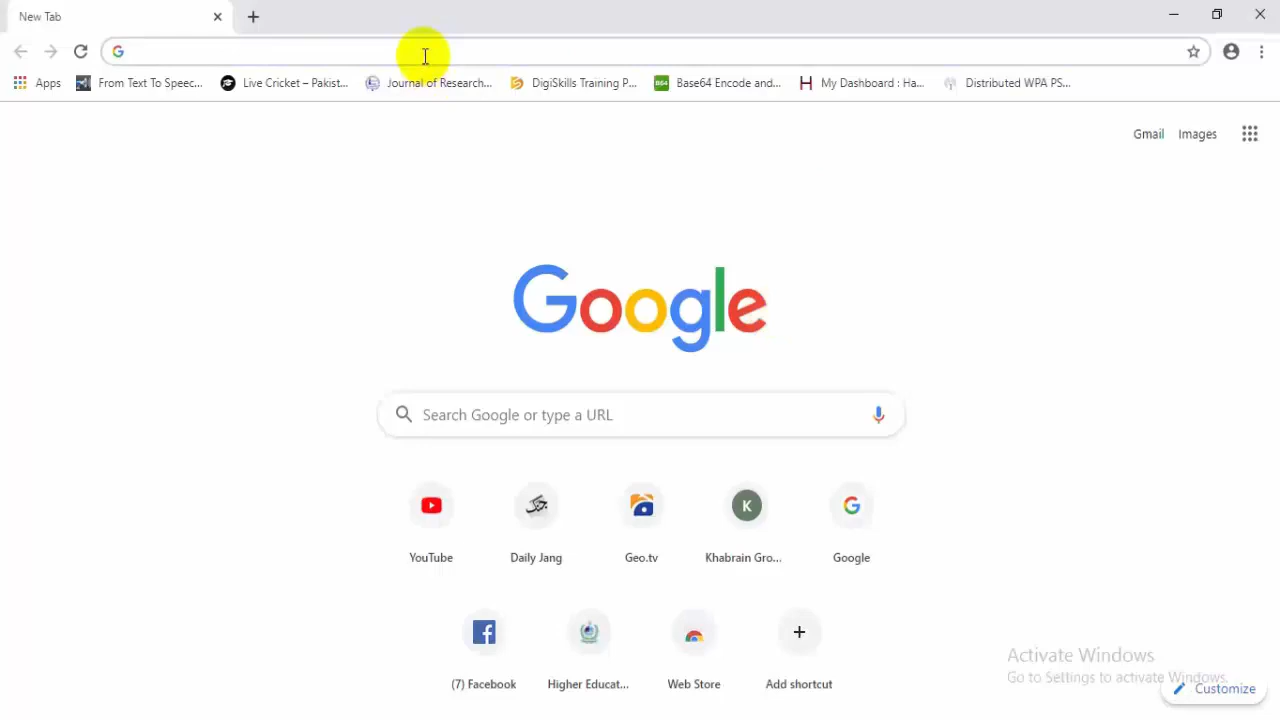 New Tab
Apps From Text To Speec... Live Cricket – Pakist... Journal of Research... DigiSkills Training P... B64 Base64 Encode and... H My Dashboard : Ha... Distributed WPA PS...
Gmail Images
Google
Search Google or type a URL
جنگ K G
YouTube Daily Jang Geo.tv Khabrain Gro... Google
(7) Facebook Higher Educat... Web Store Add shortcut
Activate Windows
Go to Settings to activate Windows.
Customize